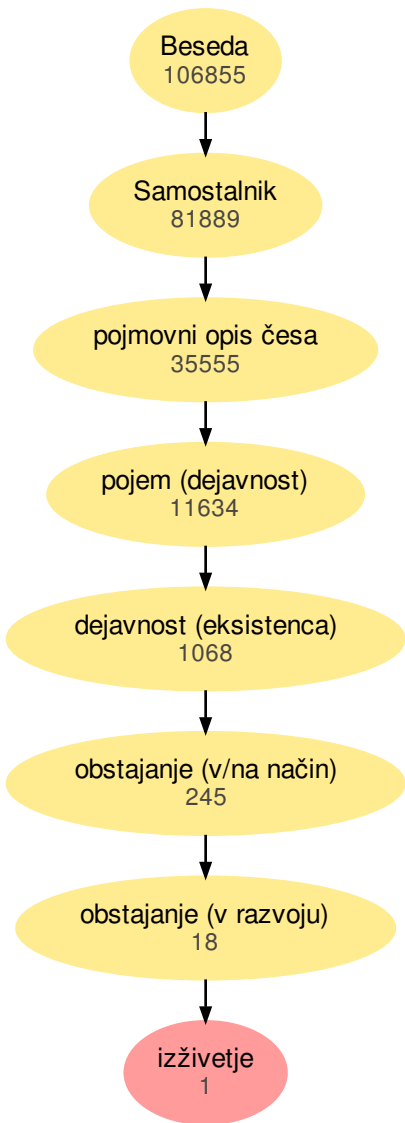 Beseda
106855
Samostalnik
81889
pojmovni opis česa
35555
pojem (dejavnost)
11634
dejavnost (eksistenca)
1068
obstajanje (v/na način)
245
obstajanje (v razvoju)
18
izživetje
1